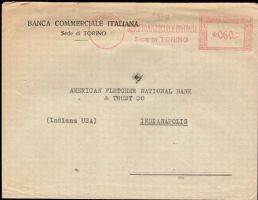 BANCA COMMERCIALE ITALIANA
Sede di TORINO
BANCA COMMERCIALE ITALIANA
Sede di TORINO
*060=
AMERICAN FLETCHER NATIONAL BANK
& TRUST CO
(Indiana USA) INDIANAPOLIS